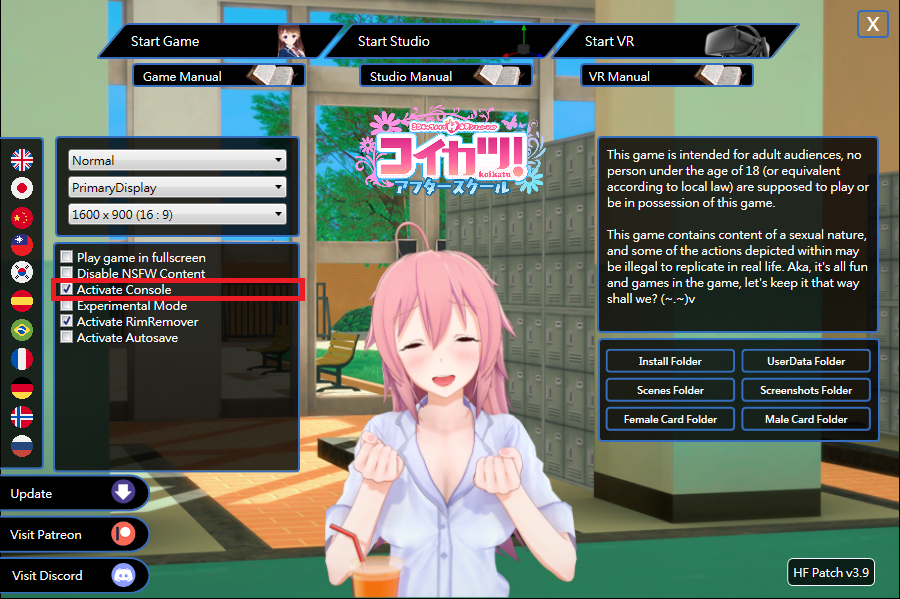 Start Game
Start Studio
Start VR
X
Game Manual
Studio Manual
VR Manual
コイカツ!
koikatu
アフタースクール
Normal
PrimaryDisplay
1600 x 900 (16 : 9)
Play game in fullscreen
Disable NSFW Content
Activate Console
Experimental Mode
Activate RimRemover
Activate Autosave
This game is intended for adult audiences, no
person under the age of 18 (or equivalent
according to local law) are supposed to play or
be in possession of this game.
This game contains content of a sexual nature,
and some of the actions depicted within may
be illegal to replicate in real life. Aka, it's all fun
and games in the game, let's keep it that way
shall we? (~.~)v
Install Folder
UserData Folder
Scenes Folder
Screenshots Folder
Female Card Folder
Male Card Folder
Update
Visit Patreon
Visit Discord
HF Patch v3.9